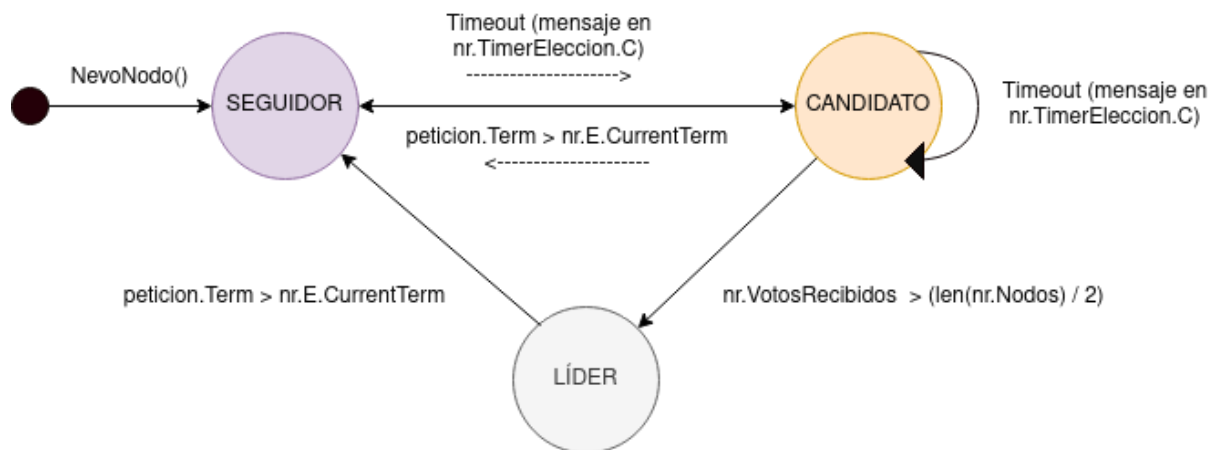 Timeout (mensaje en
nr.TimerEleccion.C)
--------------------->
NevoNodo()
SEGUIDOR
CANDIDATO
Timeout (mensaje en
nr.TimerEleccion.C)
peticion.Term > nr.E.CurrentTerm
<---------------------
peticion.Term > nr.E.CurrentTerm
nr.VotosRecibidos > (len(nr.Nodos) / 2)
LÍDER